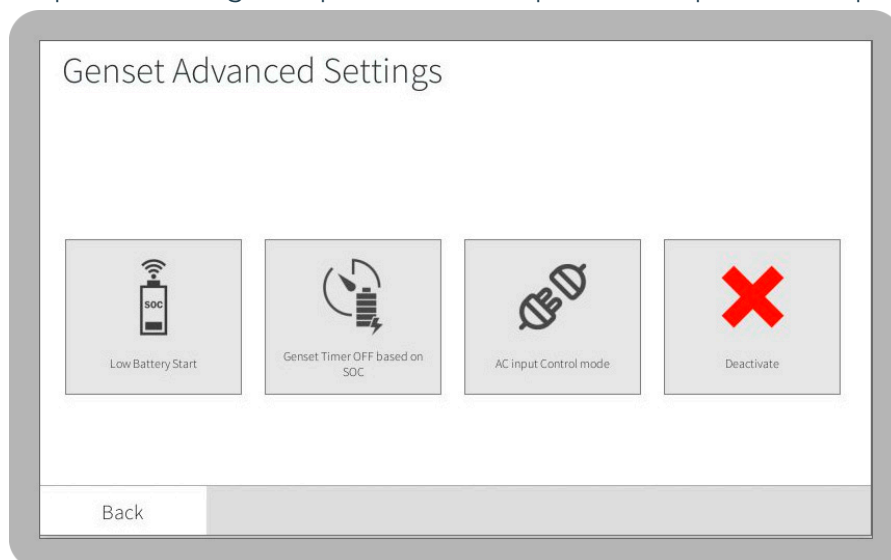 Genset Advanced Settings
SOC
Low Battery Start
Genset Timer OFF based on
SOC
AC input Control mode
Deactivate
Back